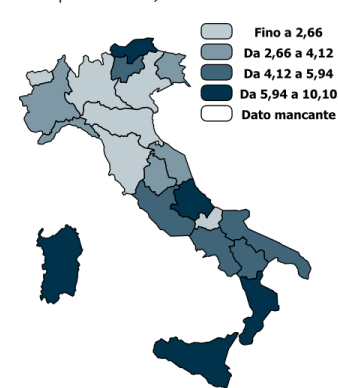 Fino a 2,66
Da 2,66 a 4,12
Da 4,12 a 5,94
Da 5,94 a 10,10
Dato mancante